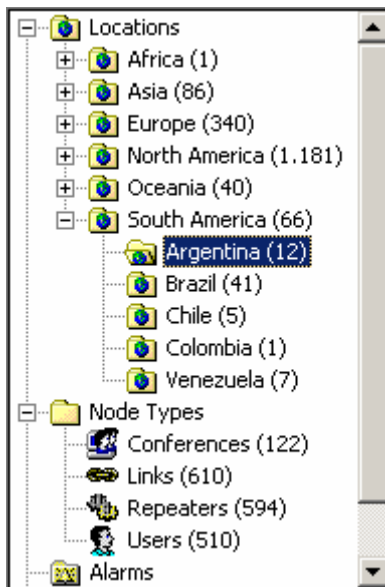 Locations
Africa (1)
Asia (86)
Europe (340)
North America (1.181)
Oceania (40)
South America (66)
Argentina (12)
Brazil (41)
Chile (5)
Colombia (1)
Venezuela (7)
Node Types
Conferences (122)
Links (610)
Repeaters (594)
Users (510)
Alarms